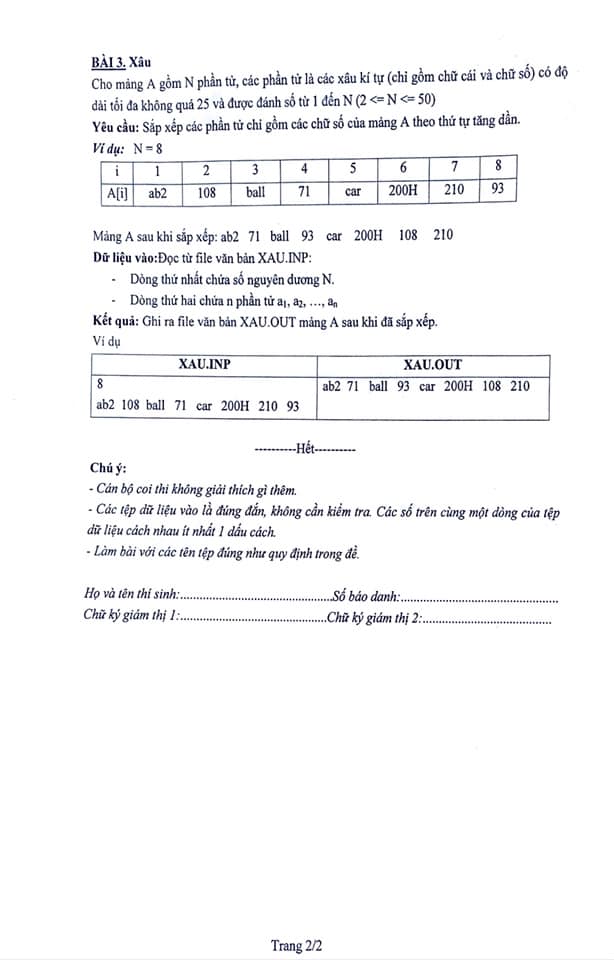 BÀI 3. Xâu
Cho mảng A gồm N phần tử, các phần tử là các xâu kí tự (chỉ gồm chữ cái và chữ số) có độ
dài tối đa không quá 25 và được đánh số từ 1 đến N (2 <= N <= 50)
Yêu cầu: Sắp xếp các phần tử chỉ gồm các chữ số của mảng A theo thứ tự tăng dần.
Ví dụ: N = 8
i 1 2 3 4 5 6 7 8
A[i] ab2 108 ball 71 car 200H 210 93
Mảng A sau khi sắp xếp: ab2 71 ball 93 car 200H 108 210
Dữ liệu vào:Đọc từ file văn bản XAU.INP:
- Dòng thứ nhất chứa số nguyên dương N.
- Dòng thứ hai chứa n phần tử a₁, a₂, …, aₙ
Kết quả: Ghi ra file văn bản XAU.OUT mảng A sau khi đã sắp xếp.
Ví dụ
XAU.INP XAU.OUT
8 ab2 71 ball 93 car 200H 108 210
ab2 108 ball 71 car 200H 210 93
----------Hết----------
Chú ý:
- Cán bộ coi thi không giải thích gì thêm.
- Các tệp dữ liệu vào là đúng đắn, không cần kiểm tra. Các số trên cùng một dòng của tệp
dữ liệu cách nhau ít nhất 1 dấu cách.
- Làm bài với các tên tệp đúng như quy định trong đề.
Họ và tên thí sinh:....................................................Số báo danh:.....................................................
Chữ ký giám thị 1:..................................................Chữ ký giám thị 2:...........................................
Trang 2/2